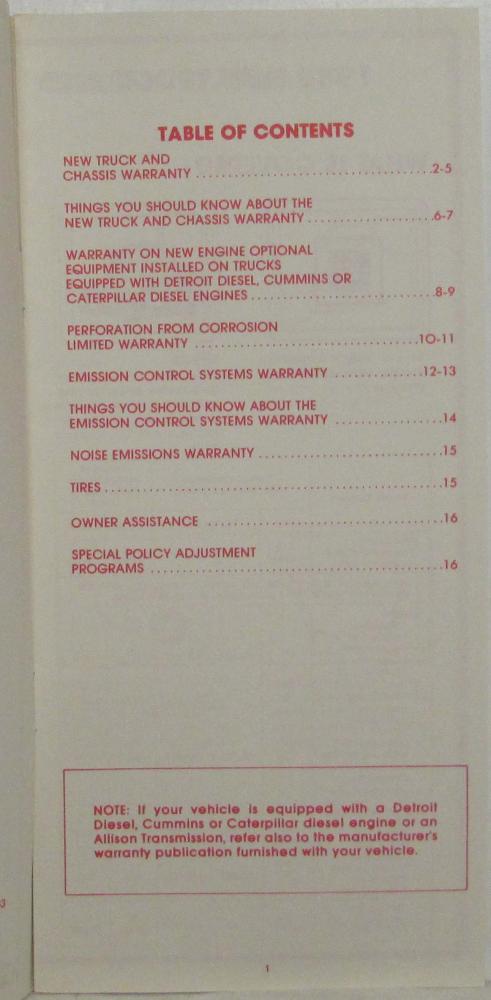 TABLE OF CONTENTS
NEW TRUCK AND
CHASSIS WARRANTY ....................................2-5
THINGS YOU SHOULD KNOW ABOUT THE
NEW TRUCK AND CHASSIS WARRANTY ....................6-7
WARRANTY ON NEW ENGINE OPTIONAL
EQUIPMENT INSTALLED ON TRUCKS
EQUIPPED WITH DETROIT DIESEL, CUMMINS OR
CATERPILLAR DIESEL ENGINES .............................8-9
PERFORATION FROM CORROSION
LIMITED WARRANTY ...................................10-11
EMISSION CONTROL SYSTEMS WARRANTY ..............12-13
THINGS YOU SHOULD KNOW ABOUT THE
EMISSION CONTROL SYSTEMS WARRANTY .................14
NOISE EMISSIONS WARRANTY .............................15
TIRES .....................................................15
OWNER ASSISTANCE .....................................16
SPECIAL POLICY ADJUSTMENT
PROGRAMS ..............................................16
NOTE: If your vehicle is equipped with a Detroit
Diesel, Cummins or Caterpillar diesel engine or an
Allison Transmission, refer also to the manufacturer's
warranty publication furnished with your vehicle.
3
1